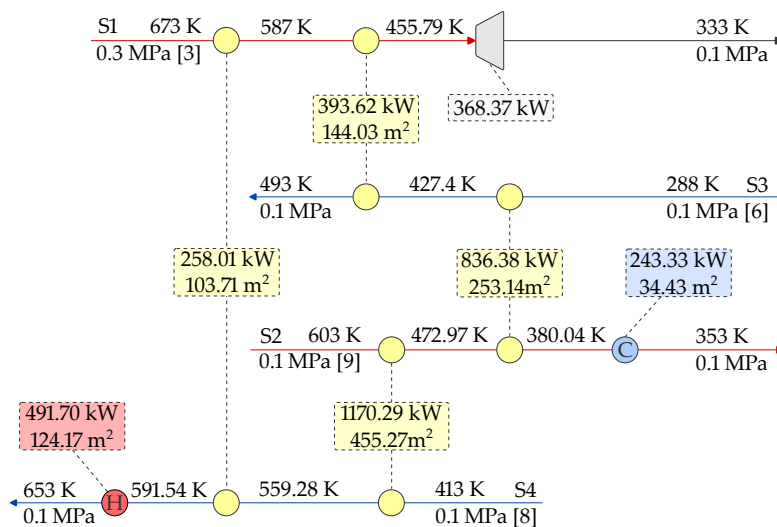 S1 673 K 587 K 455.79 K 333 K
0.3 MPa [3] 0.1 MPa
393.62 kW 368.37 kW
144.03 m²
493 K 427.4 K 288 K S3
0.1 MPa 0.1 MPa [6]
258.01 kW 836.38 kW 243.33 kW
103.71 m² 253.14m² 34.43 m²
S2 603 K 472.97 K 380.04 K 353 K
0.1 MPa [9] C 0.1 MPa
491.70 kW 1170.29 kW
124.17 m² 455.27m²
653 K H 591.54 K 559.28 K 413 K S4
0.1 MPa 0.1 MPa [8]